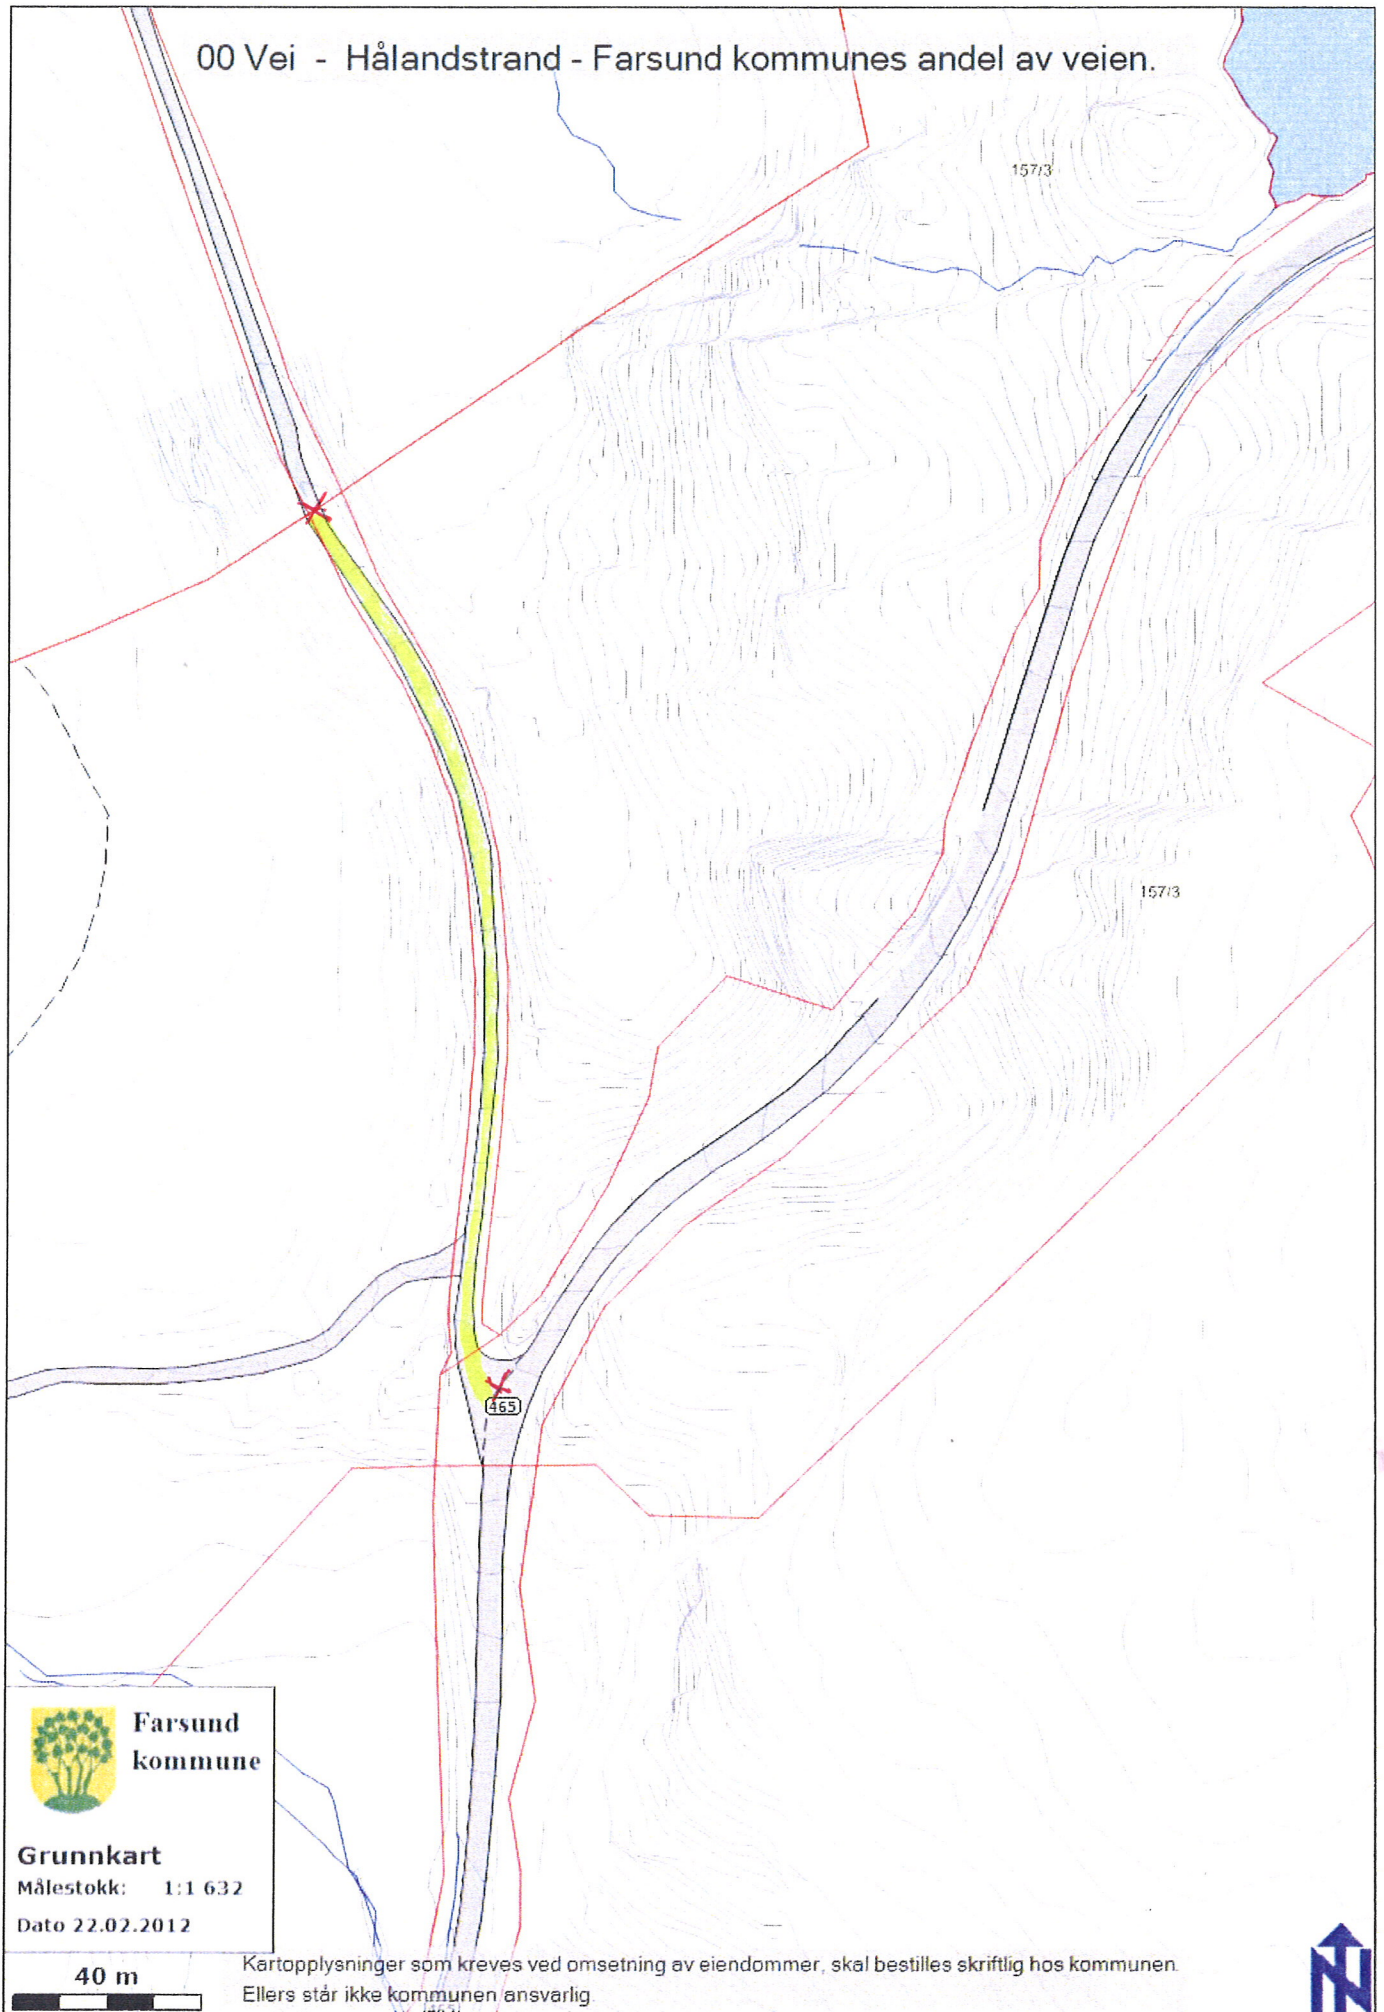 00 Vei - Hålandstrand - Farsund kommunes andel av veien.
157/3
157/3
465
Farsund
kommune
Grunnkart
Målestokk: 1:1 632
Dato 22.02.2012
40 m
Kartopplysninger som kreves ved omsetning av eiendommer, skal bestilles skriftlig hos kommunen.
Ellers står ikke kommunen ansvarlig.
465
N